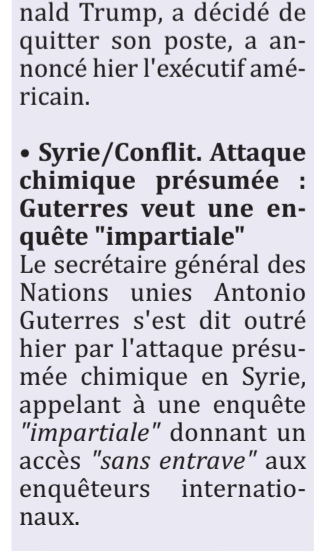 nald Trump, a décidé de
quitter son poste, a an-
noncé hier l'exécutif amé-
ricain.
• Syrie/Conflit. Attaque
chimique présumée :
Guterres veut une en-
quête "impartiale"
Le secrétaire général des
Nations unies Antonio
Guterres s'est dit outré
hier par l'attaque présu-
mée chimique en Syrie,
appelant à une enquête
"impartiale" donnant un
accès "sans entrave" aux
enquêteurs internatio-
naux.